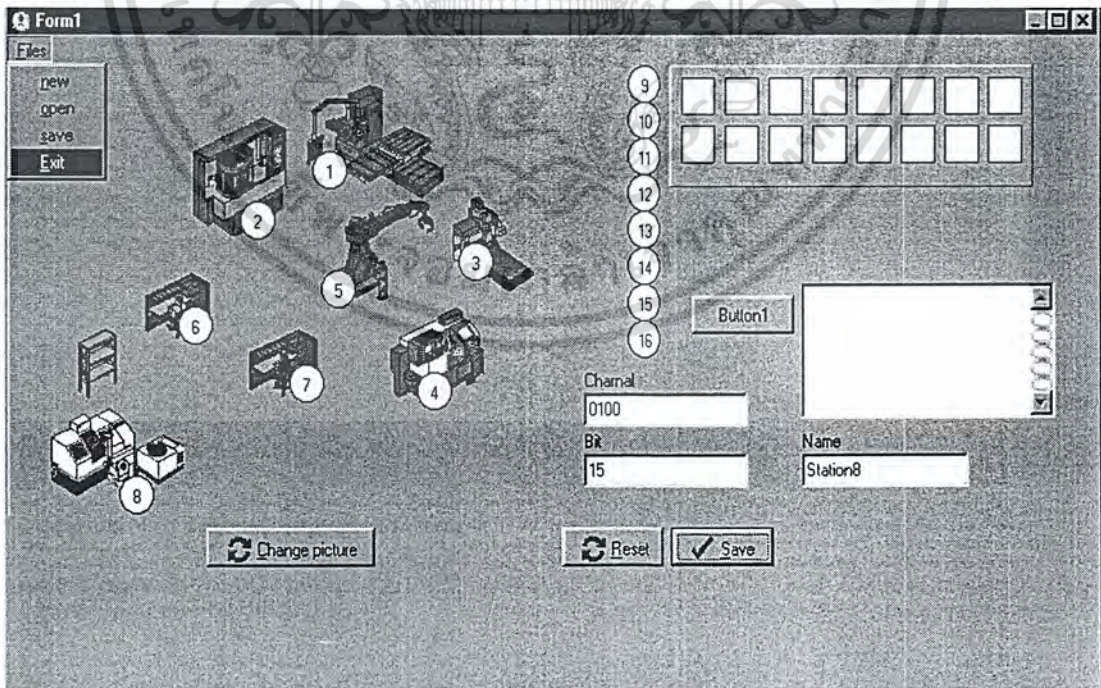 Form1
Files
new
open
save
Exit
1
2
3
4
5
6
7
8
9
10
11
12
13
14
15
16
Button1
Charnal
0100
Bit
15
Name
Station8
Change picture
Reset
Save